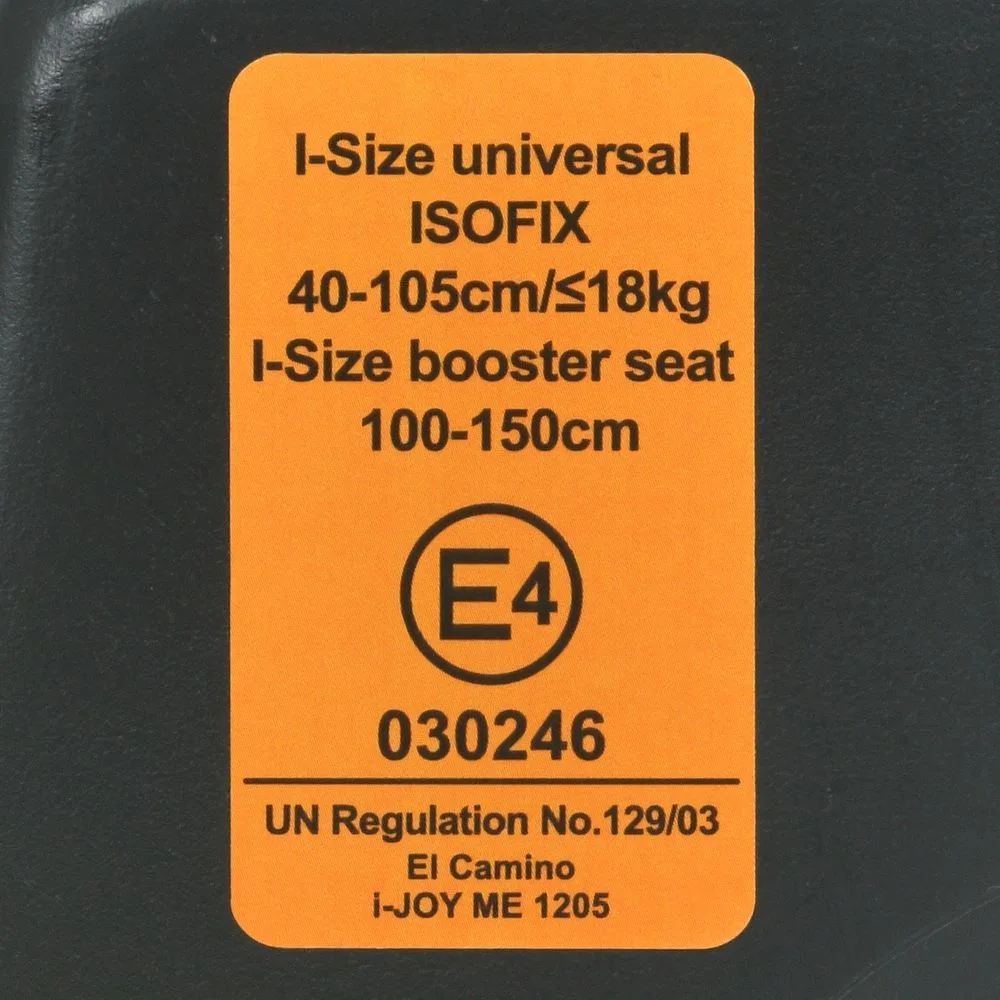 I-Size universal
ISOFIX
40-105cm/≤18kg
I-Size booster seat
100-150cm
E4
030246
UN Regulation No.129/03
El Camino
i-JOY ME 1205